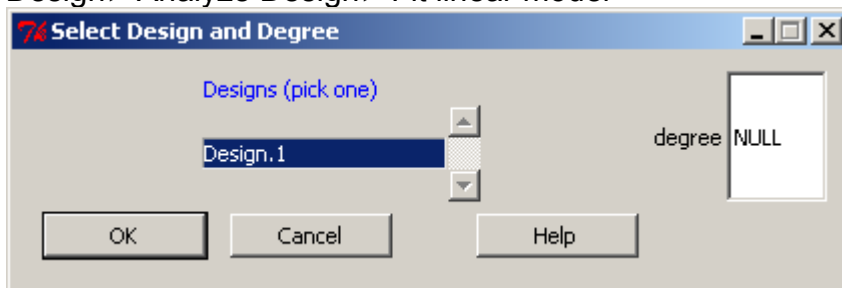 Select Design and Degree
Designs (pick one)
Design.1
degree NULL
OK Cancel Help